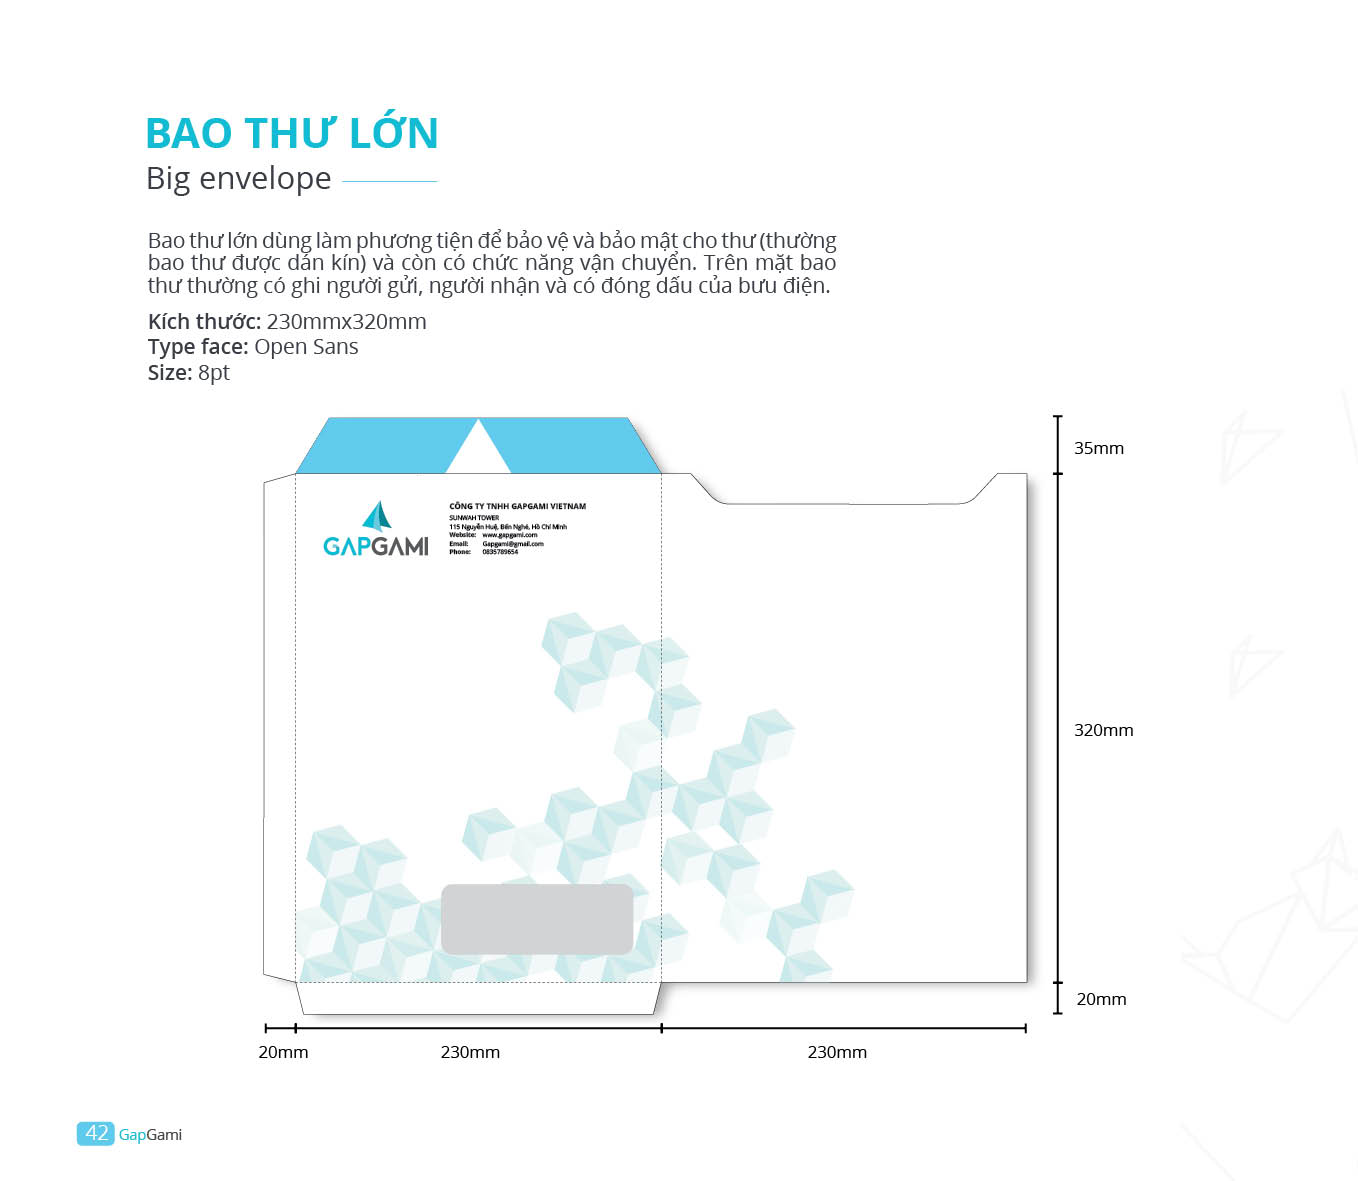 BAO THƯ LỚN
Big envelope
Bao thư lớn dùng làm phương tiện để bảo vệ và bảo mật cho thư (thường
bao thư được dán kín) và còn có chức năng vận chuyển. Trên mặt bao
thư thường có ghi người gửi, người nhận và có đóng dấu của bưu điện.
Kích thước: 230mmx320mm
Type face: Open Sans
Size: 8pt
35mm
GAPGAMI
CÔNG TY TNHH GAPGAMI VIETNAM
SUNWAH TOWER
115 Nguyễn Huệ, Bến Nghé, Hồ Chí Minh
Website: www.gapgami.com
Email: Gapgami@gmail.com
Phone: 0835789654
320mm
20mm
20mm
230mm
230mm
42 GapGami